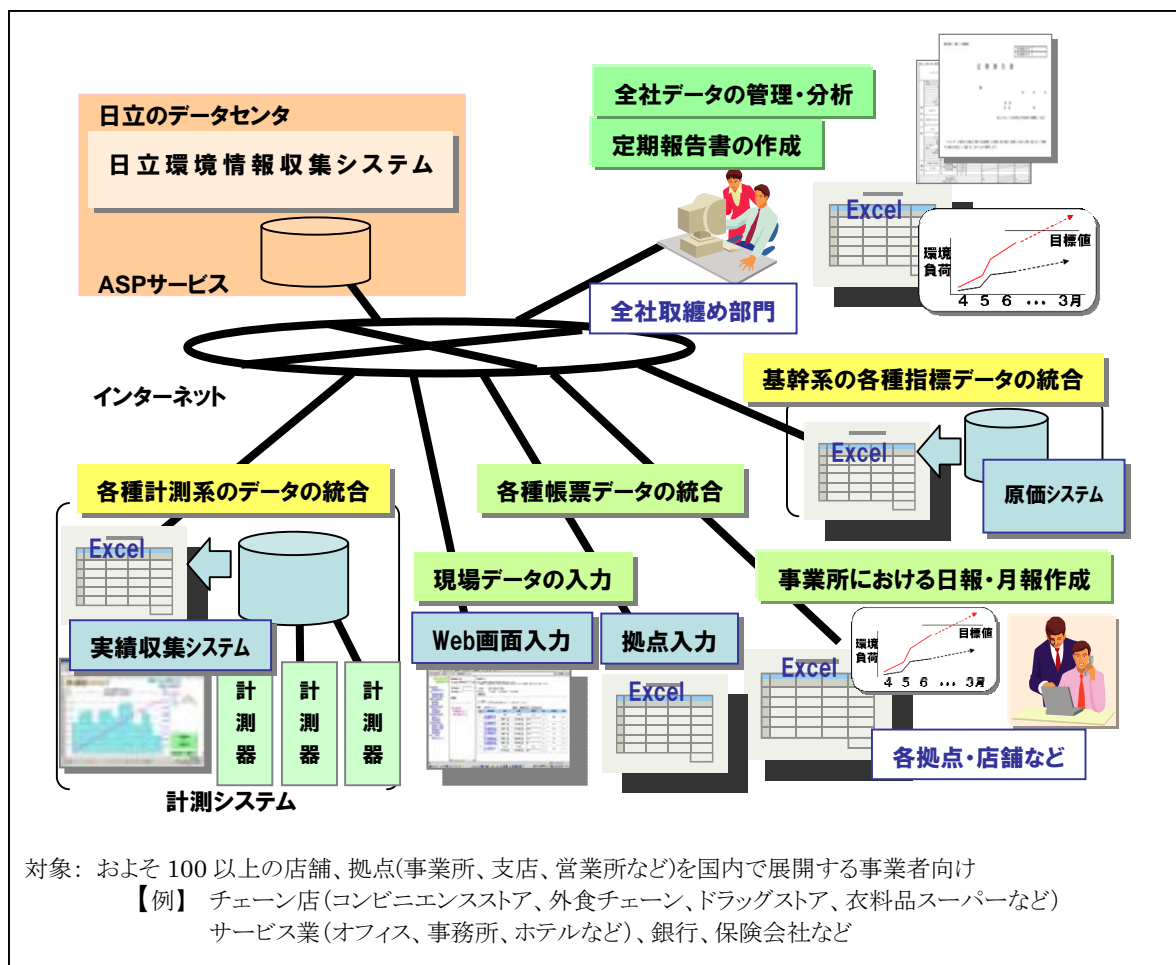 日立のデータセンタ
日立環境情報収集システム
ASPサービス
全社データの管理・分析
定期報告書の作成
定期報告書
Excel
環境
負荷
目標値
4 5 6 ・・・ 3月
全社取纏め部門
インターネット
基幹系の各種指標データの統合
Excel
原価システム
各種計測系のデータの統合
Excel
実績収集システム
計測器
計測器
計測器
計測システム
各種帳票データの統合
現場データの入力
Web画面入力
拠点入力
Excel
事業所における日報・月報作成
Excel
環境
負荷
目標値
4 5 6 ・・・ 3月
各拠点・店舗など
対象: およそ 100 以上の店舗、拠点(事業所、支店、営業所など)を国内で展開する事業者向け
【例】 チェーン店(コンビニエンスストア、外食チェーン、ドラッグストア、衣料品スーパーなど)
サービス業(オフィス、事務所、ホテルなど)、銀行、保険会社など